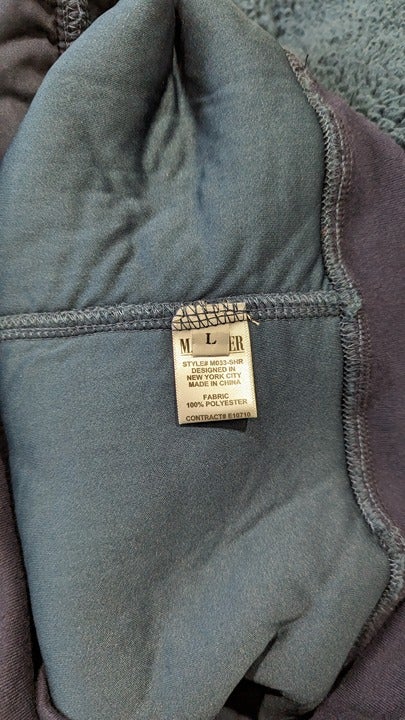 L
M ER
STYLE# M033-SHR
DESIGNED IN
NEW YORK CITY
MADE IN CHINA
FABRIC
100% POLYESTER
CONTRACT# E10710